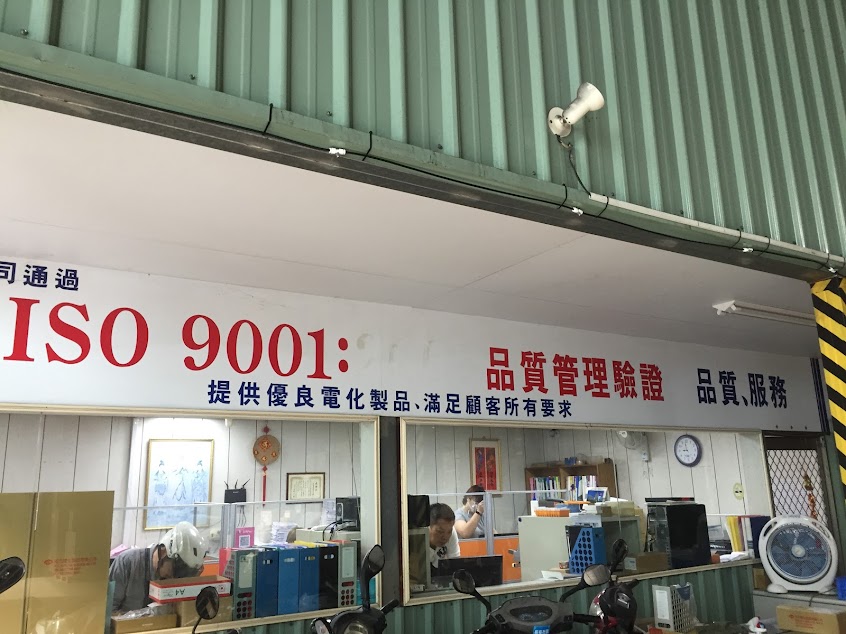 司通過
ISO 9001:
品質管理驗證
品質、服務
提供優良電化製品、滿足顧客所有要求
A4